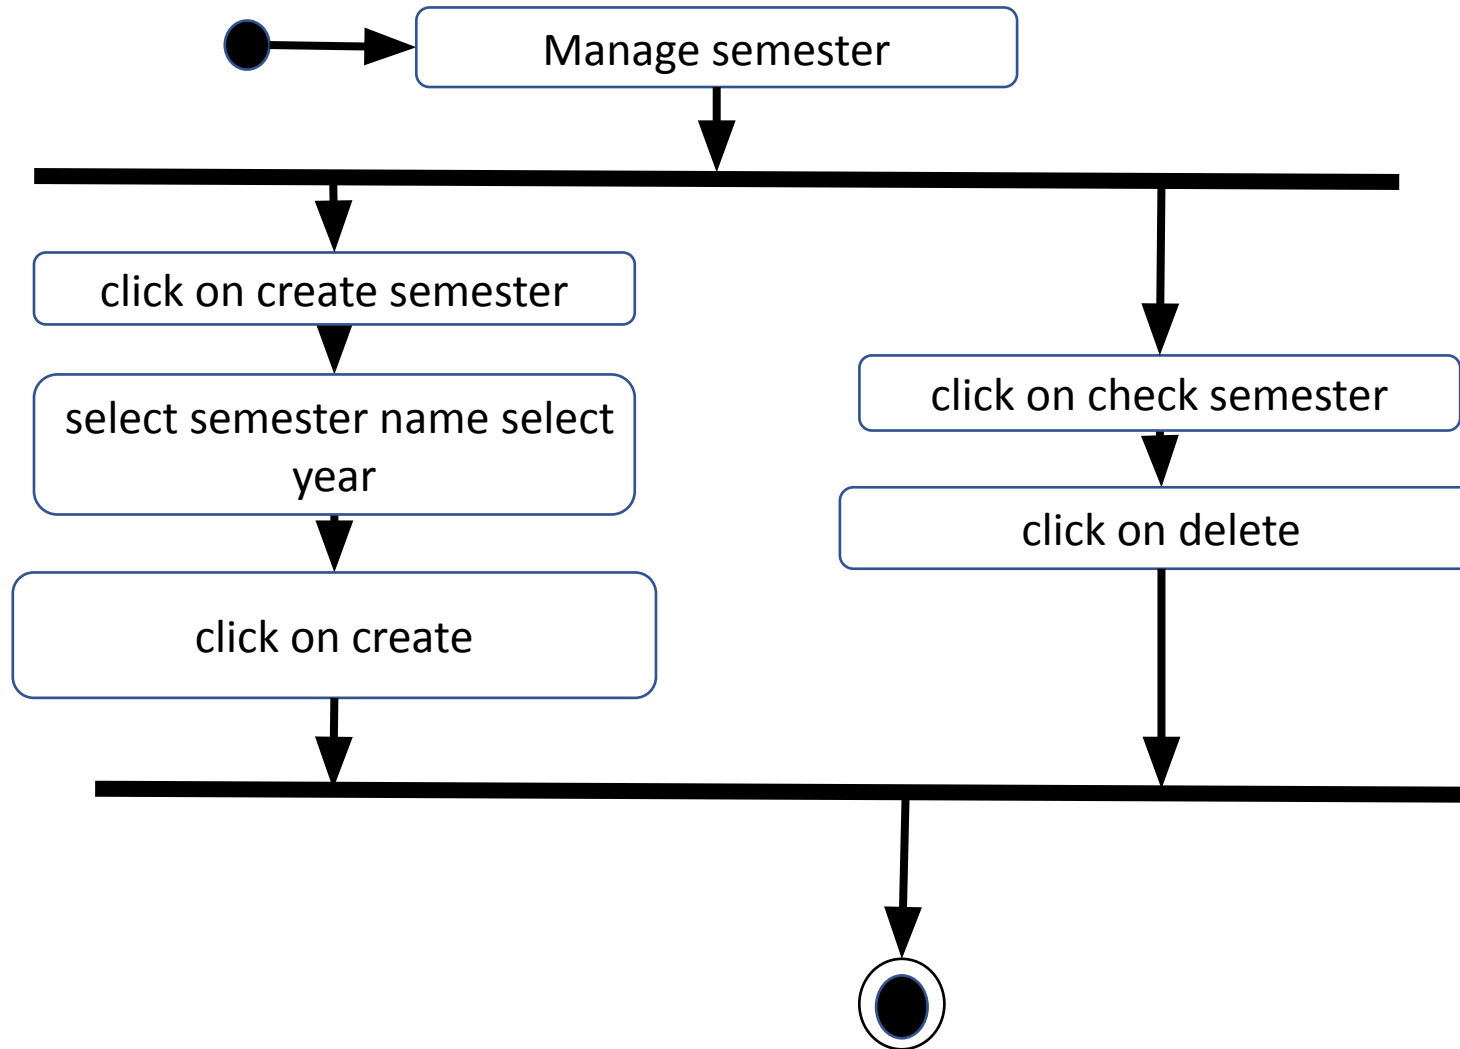 Manage semester
click on create semester
select semester name select
year
click on create
click on check semester
click on delete